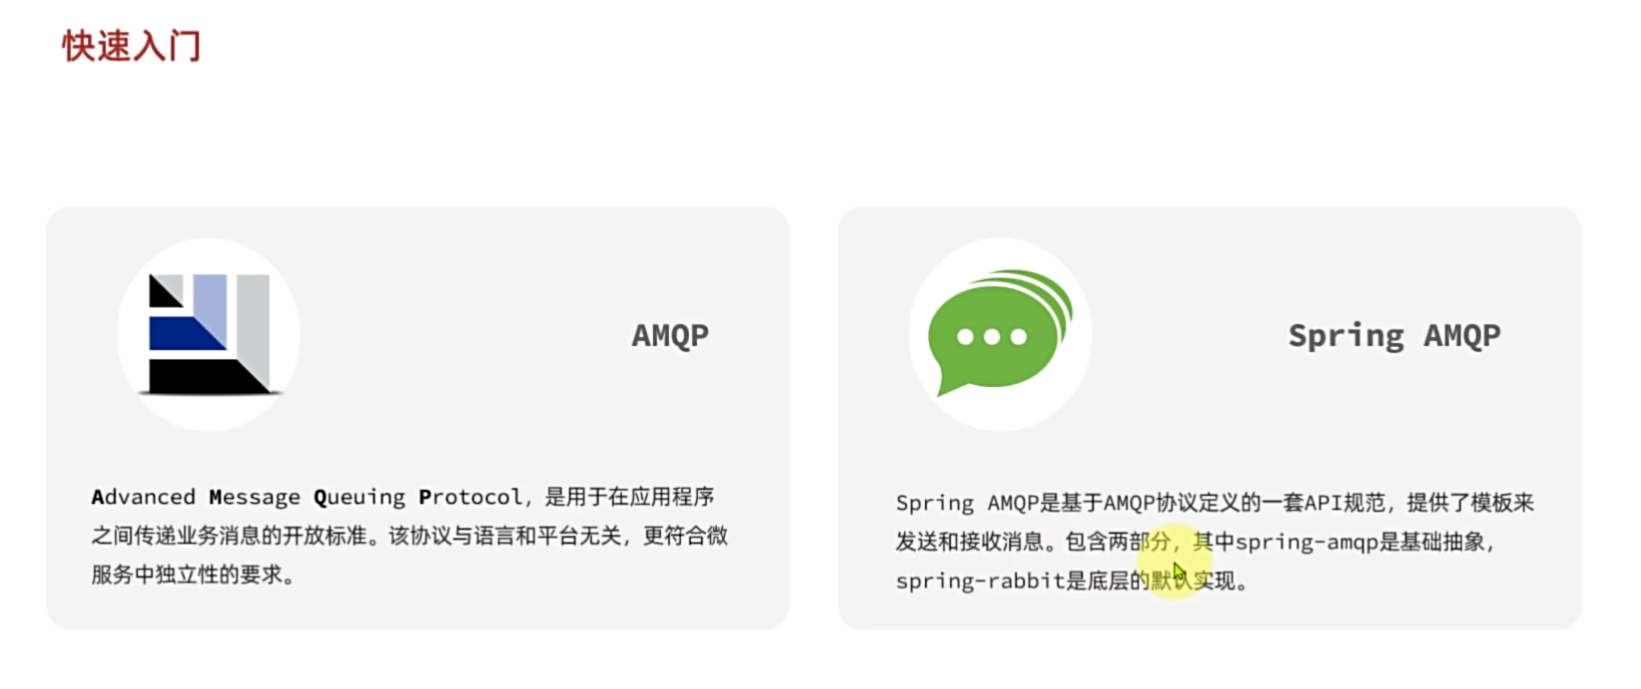 快速入门
AMQP
Advanced Message Queuing Protocol，是用于在应用程序
之间传递业务消息的开放标准。该协议与语言和平台无关，更符合微
服务中独立性的要求。
Spring AMQP
Spring AMQP是基于AMQP协议定义的一套API规范，提供了模板来
发送和接收消息。包含两部分，其中spring-amqp是基础抽象，
spring-rabbit是底层的默认实现。